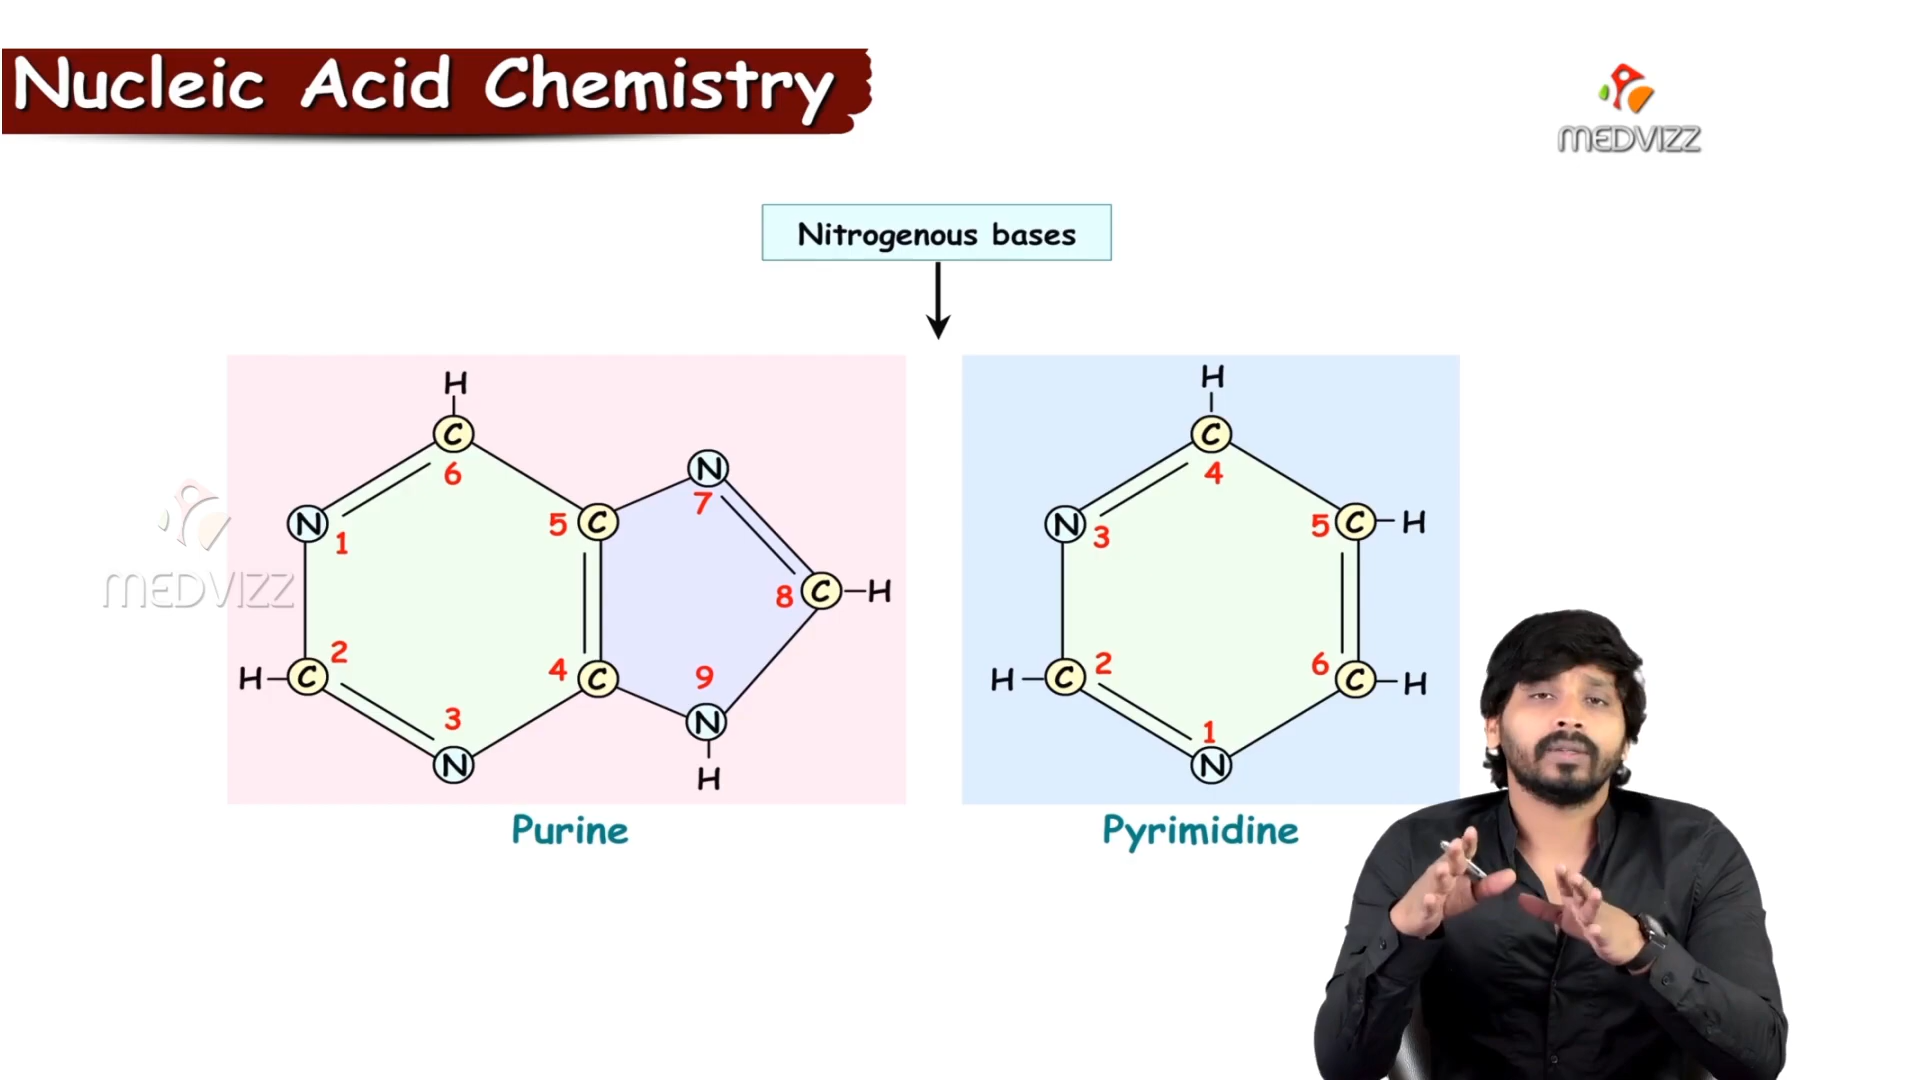 Nucleic Acid Chemistry
MEDVIZZ
Nitrogenous bases
H
C
6
N
7
N
1
5 C
8 C-H
MEDVIZZ
H-C
2
4 C
9
N
H
3
N
Purine
H
C
4
N
3
5 C-H
H-C
2
6 C-H
1
N
Pyrimidine